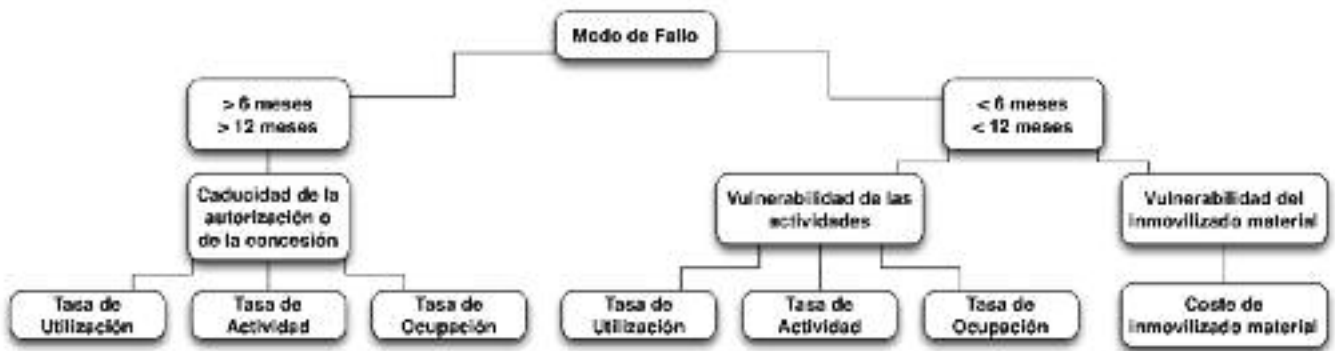 Modo de Fallo
> 6 meses
> 12 meses
< 6 meses
< 12 meses
Caducidad de la
autorización o
de la concesión
Vulnerabilidad de las
actividades
Vulnerabilidad del
inmovilizado material
Tasa de
Utilización
Tasa de
Actividad
Tasa de
Ocupación
Tasa de
Utilización
Tasa de
Actividad
Tasa de
Ocupación
Coste de
inmovilizado material